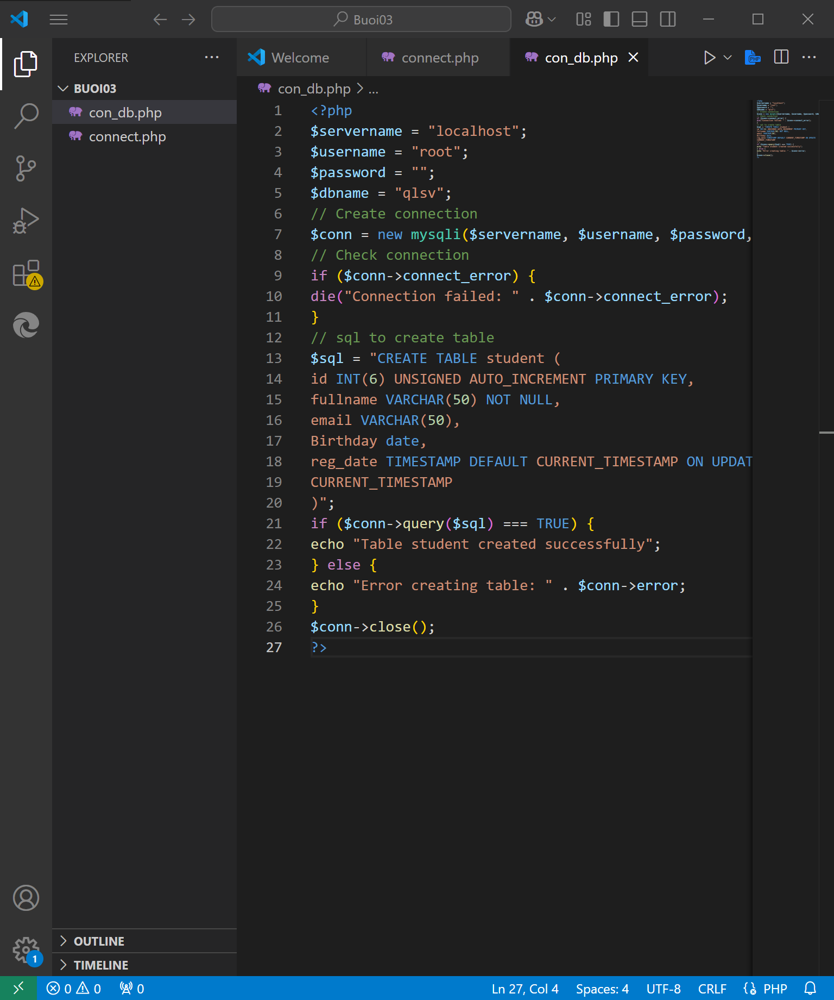 Buoi03
EXPLORER
Welcome
connect.php
con_db.php
BUOI03
con_db.php
connect.php
con_db.php > ...
1 <?php
2 $servername = "localhost";
3 $username = "root";
4 $password = "";
5 $dbname = "qlsv";
6 // Create connection
7 $conn = new mysqli($servername, $username, $password,
8 // Check connection
9 if ($conn->connect_error) {
10 die("Connection failed: " . $conn->connect_error);
11 }
12 // sql to create table
13 $sql = "CREATE TABLE student (
14 id INT(6) UNSIGNED AUTO_INCREMENT PRIMARY KEY,
15 fullname VARCHAR(50) NOT NULL,
16 email VARCHAR(50),
17 Birthday date,
18 reg_date TIMESTAMP DEFAULT CURRENT_TIMESTAMP ON UPDAT
19 CURRENT_TIMESTAMP
20 )";
21 if ($conn->query($sql) === TRUE) {
22 echo "Table student created successfully";
23 } else {
24 echo "Error creating table: " . $conn->error;
25 }
26 $conn->close();
27 ?>
OUTLINE
TIMELINE
1
0 0 0
Ln 27, Col 4 Spaces: 4 UTF-8 CRLF PHP